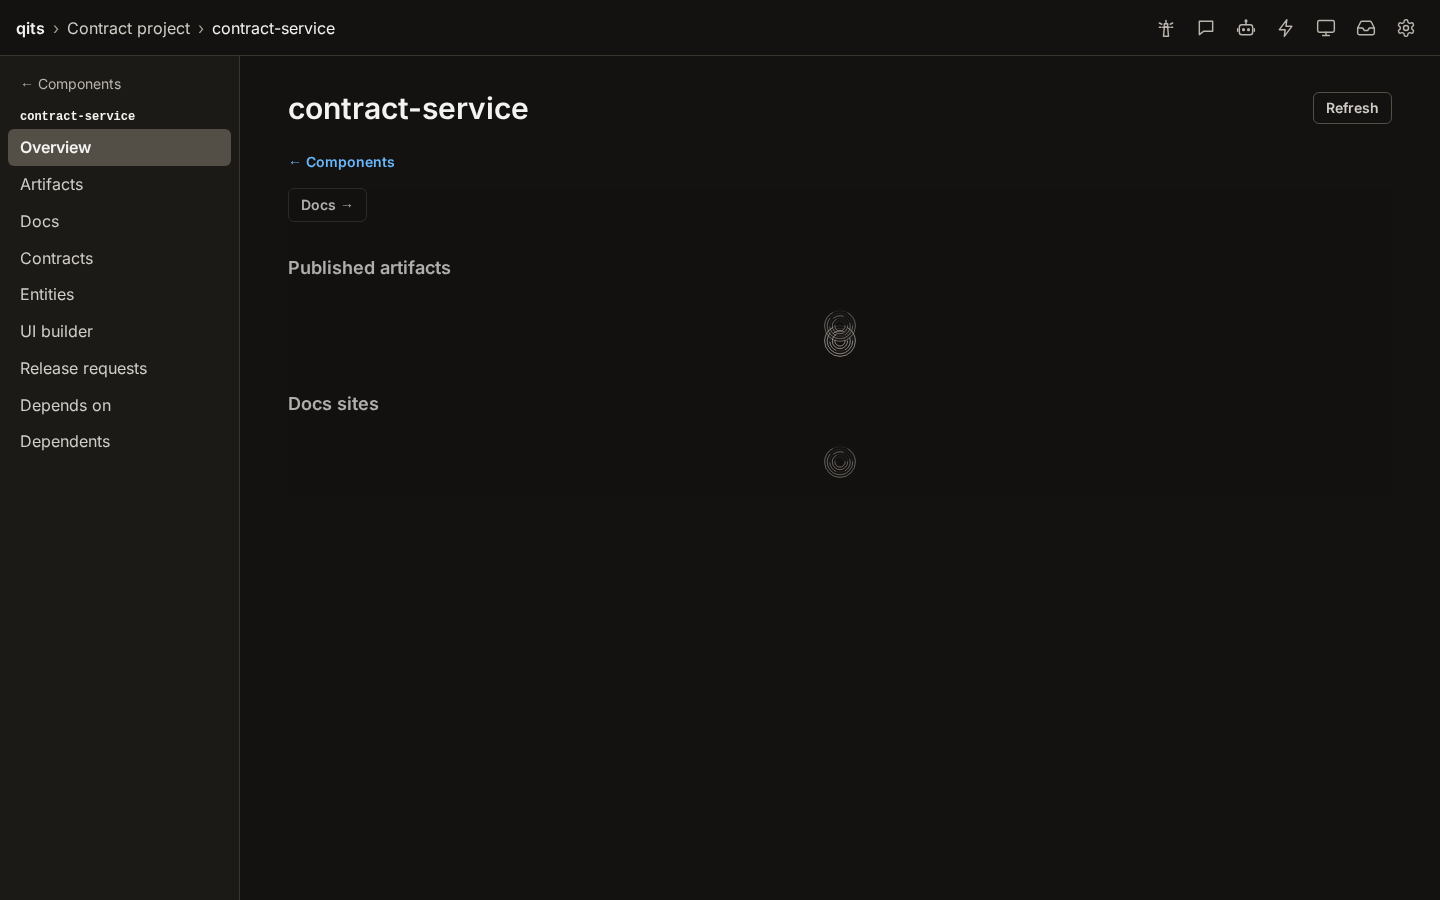 qits › Contract project › contract-service
← Components
contract-service
Overview
Artifacts
Docs
Contracts
Entities
UI builder
Release requests
Depends on
Dependents
contract-service
Refresh
← Components
Docs →
Published artifacts
Docs sites